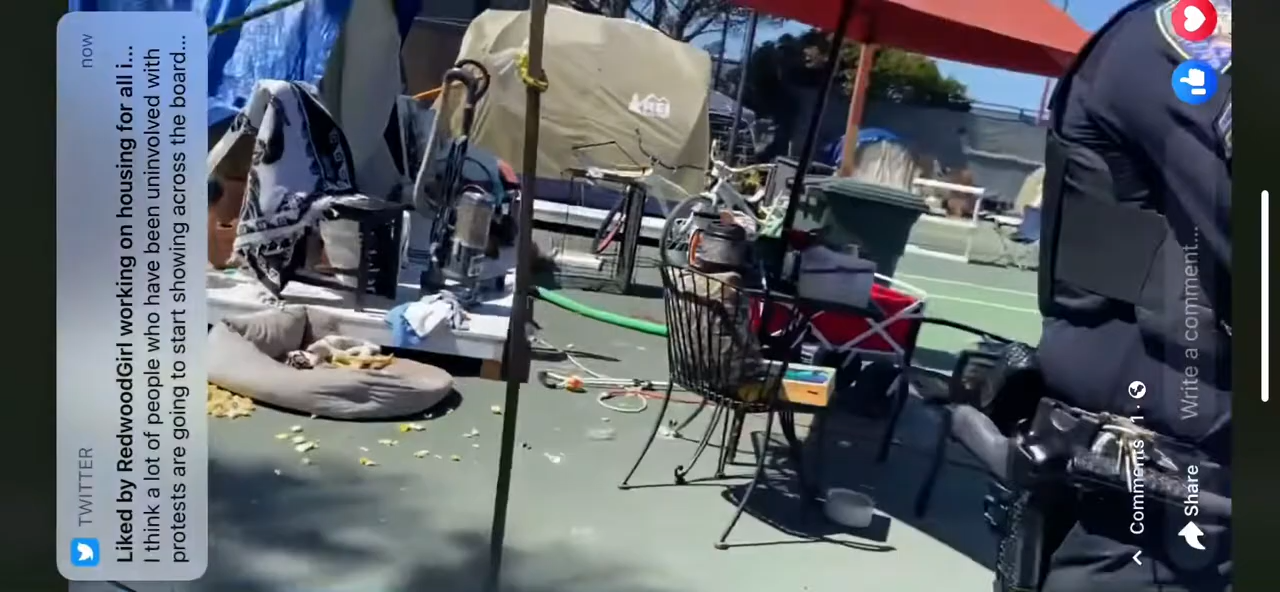 TWITTER
now
Liked by RedwoodGirl working on housing for all i...
I think a lot of people who have been uninvolved with
protests are going to start showing across the board...
REI
Write a comment...
Comments 1 ·
Share